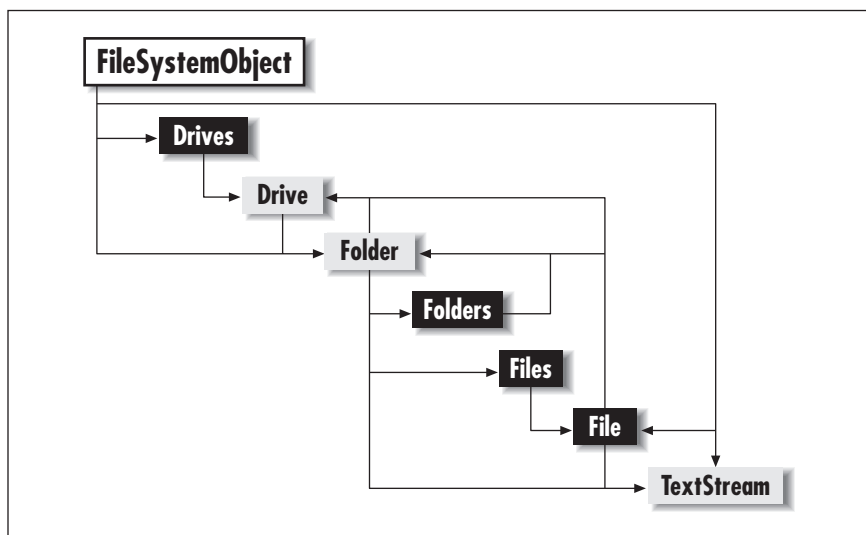 FileSystemObject
Drives
Drive
Folder
Folders
Files
File
TextStream